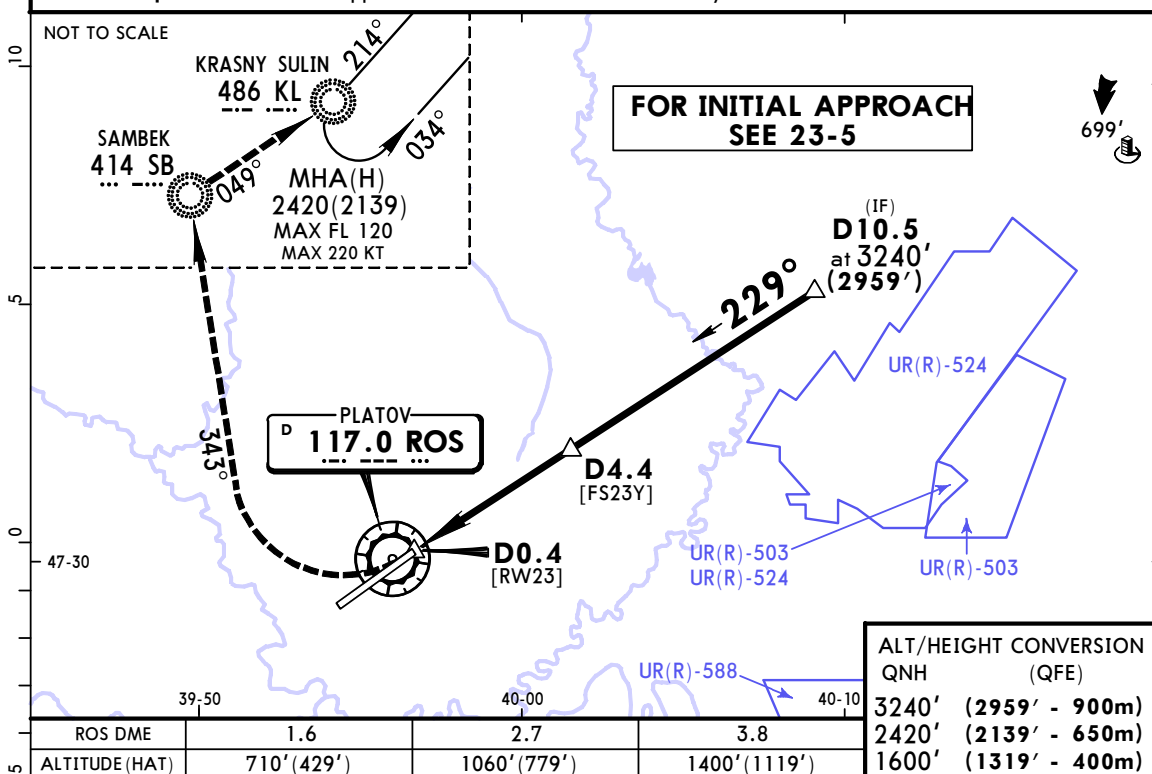 NOT TO SCALE
10
KRASNY SULIN
486 KL
214°
SAMBEK
414 SB
049°
034°
MHA(H)
2420(2139)
MAX FL 120
MAX 220 KT
FOR INITIAL APPROACH
SEE 23-5
699'
(IF)
D10.5
at 3240'
(2959')
5
229°
UR(R)-524
343°
PLATOV
D 117.0 ROS
D4.4
[FS23Y]
0
47-30
D0.4
[RW23]
UR(R)-503
UR(R)-524
UR(R)-503
UR(R)-588
39-50
40-00
40-10
ALT/HEIGHT CONVERSION
QNH (QFE)
3240' (2959' - 900m)
2420' (2139' - 650m)
1600' (1319' - 400m)
5
ROS DME 1.6 2.7 3.8
ALTITUDE(HAT) 710'(429') 1060'(779') 1400'(1119')